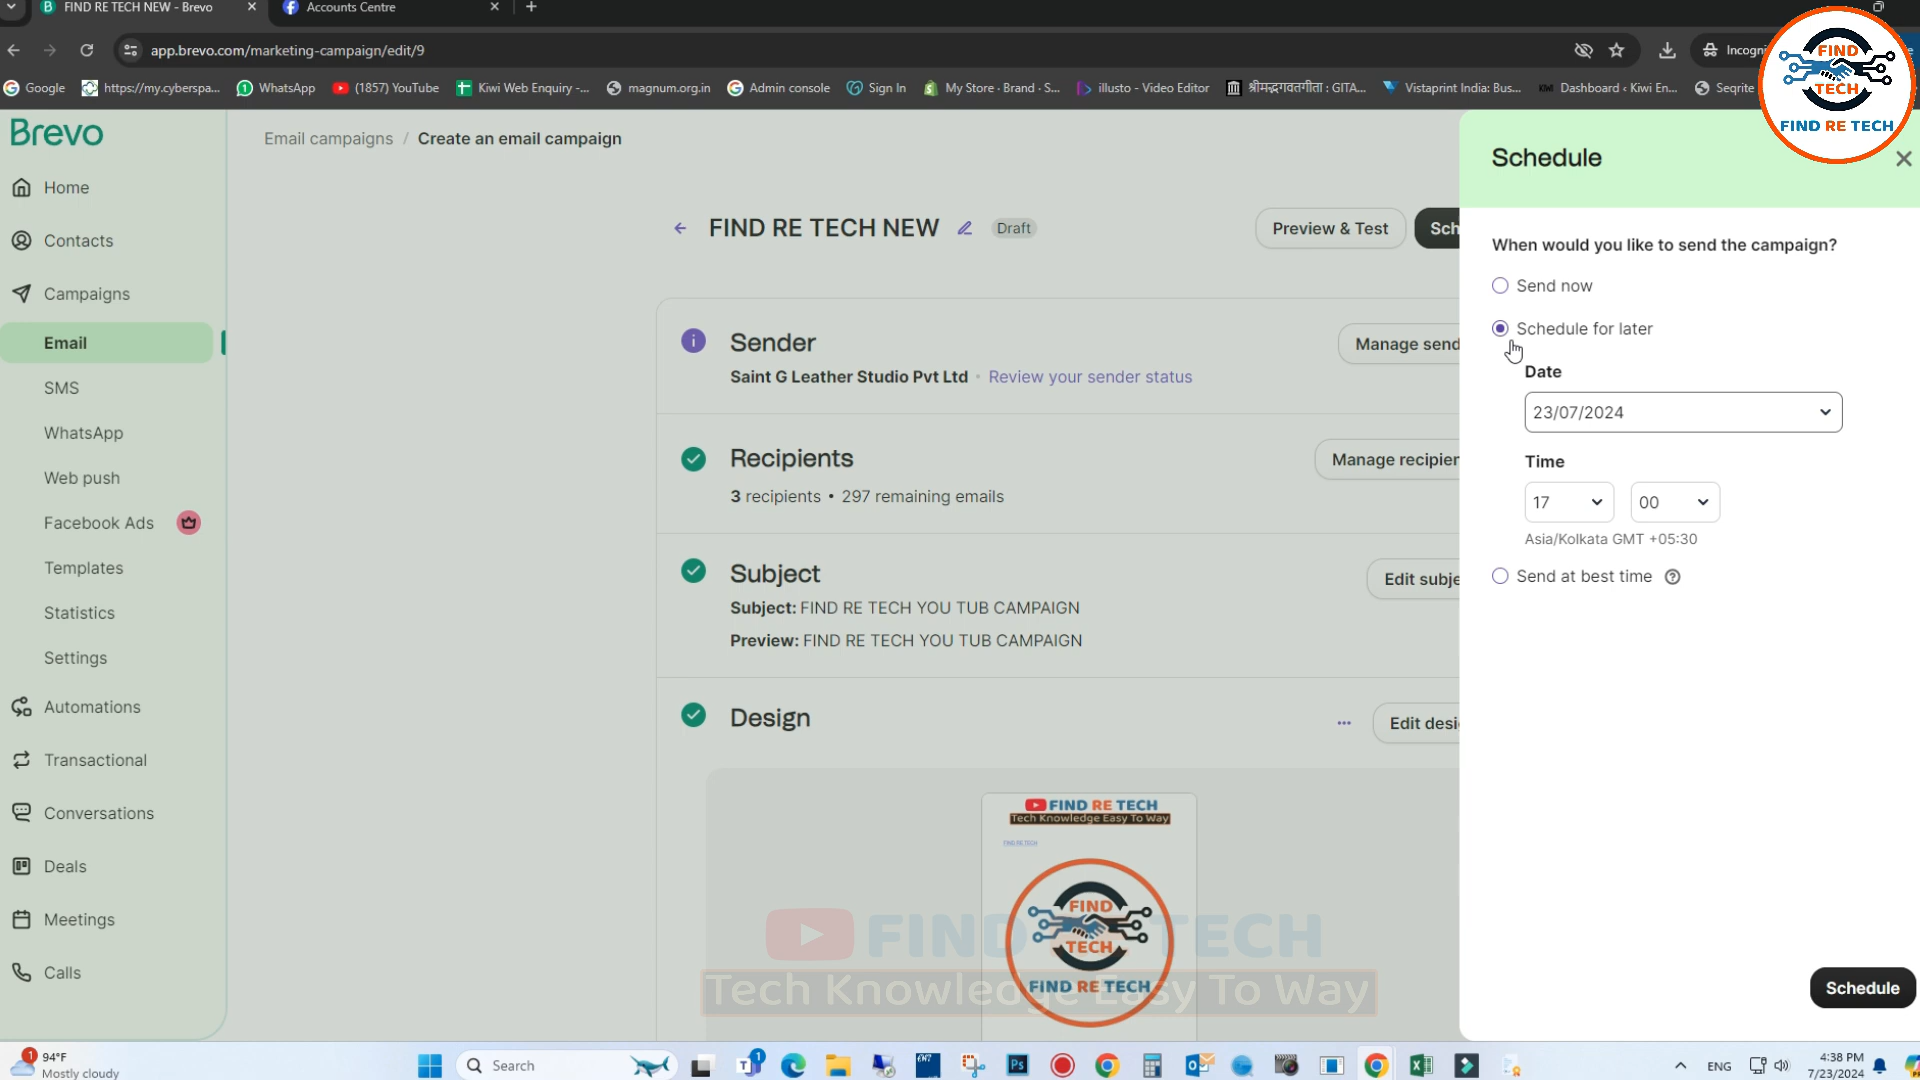 FIND RE TECH NEW - Brevo
Accounts Centre
app.brevo.com/marketing-campaign/edit/9
Google
https://my.cyberspa...
WhatsApp
(1857) YouTube
Kiwi Web Enquiry -...
magnum.org.in
Admin console
Sign In
My Store · Brand · S...
illusto - Video Editor
श्रीमद्भगवतगीता : GITA...
Vistaprint India: Bus...
Dashboard ‹ Kiwi En...
Seqrite
FIND
TECH
FIND RE TECH
Brevo
Home
Contacts
Campaigns
Email
SMS
WhatsApp
Web push
Facebook Ads
Templates
Statistics
Settings
Automations
Transactional
Conversations
Deals
Meetings
Calls
Email campaigns / Create an email campaign
FIND RE TECH NEW
Draft
Preview & Test
Sch
Sender
Saint G Leather Studio Pvt Ltd • Review your sender status
Manage send
Recipients
3 recipients • 297 remaining emails
Manage recipien
Subject
Subject: FIND RE TECH YOU TUB CAMPAIGN
Preview: FIND RE TECH YOU TUB CAMPAIGN
Edit subje
Design
Edit desi
FIND RE TECH
Tech Knowledge Easy To Way
FIND RE TECH
FIND
TECH
FIND RE TECH
FIND TECH
Tech Knowledge Easy To Way
Schedule
When would you like to send the campaign?
Send now
Schedule for later
Date
23/07/2024
Time
17
00
Asia/Kolkata GMT +05:30
Send at best time
Schedule
1
94°F
Mostly cloudy
Search
1
Ps
ENG
4:38 PM
7/23/2024